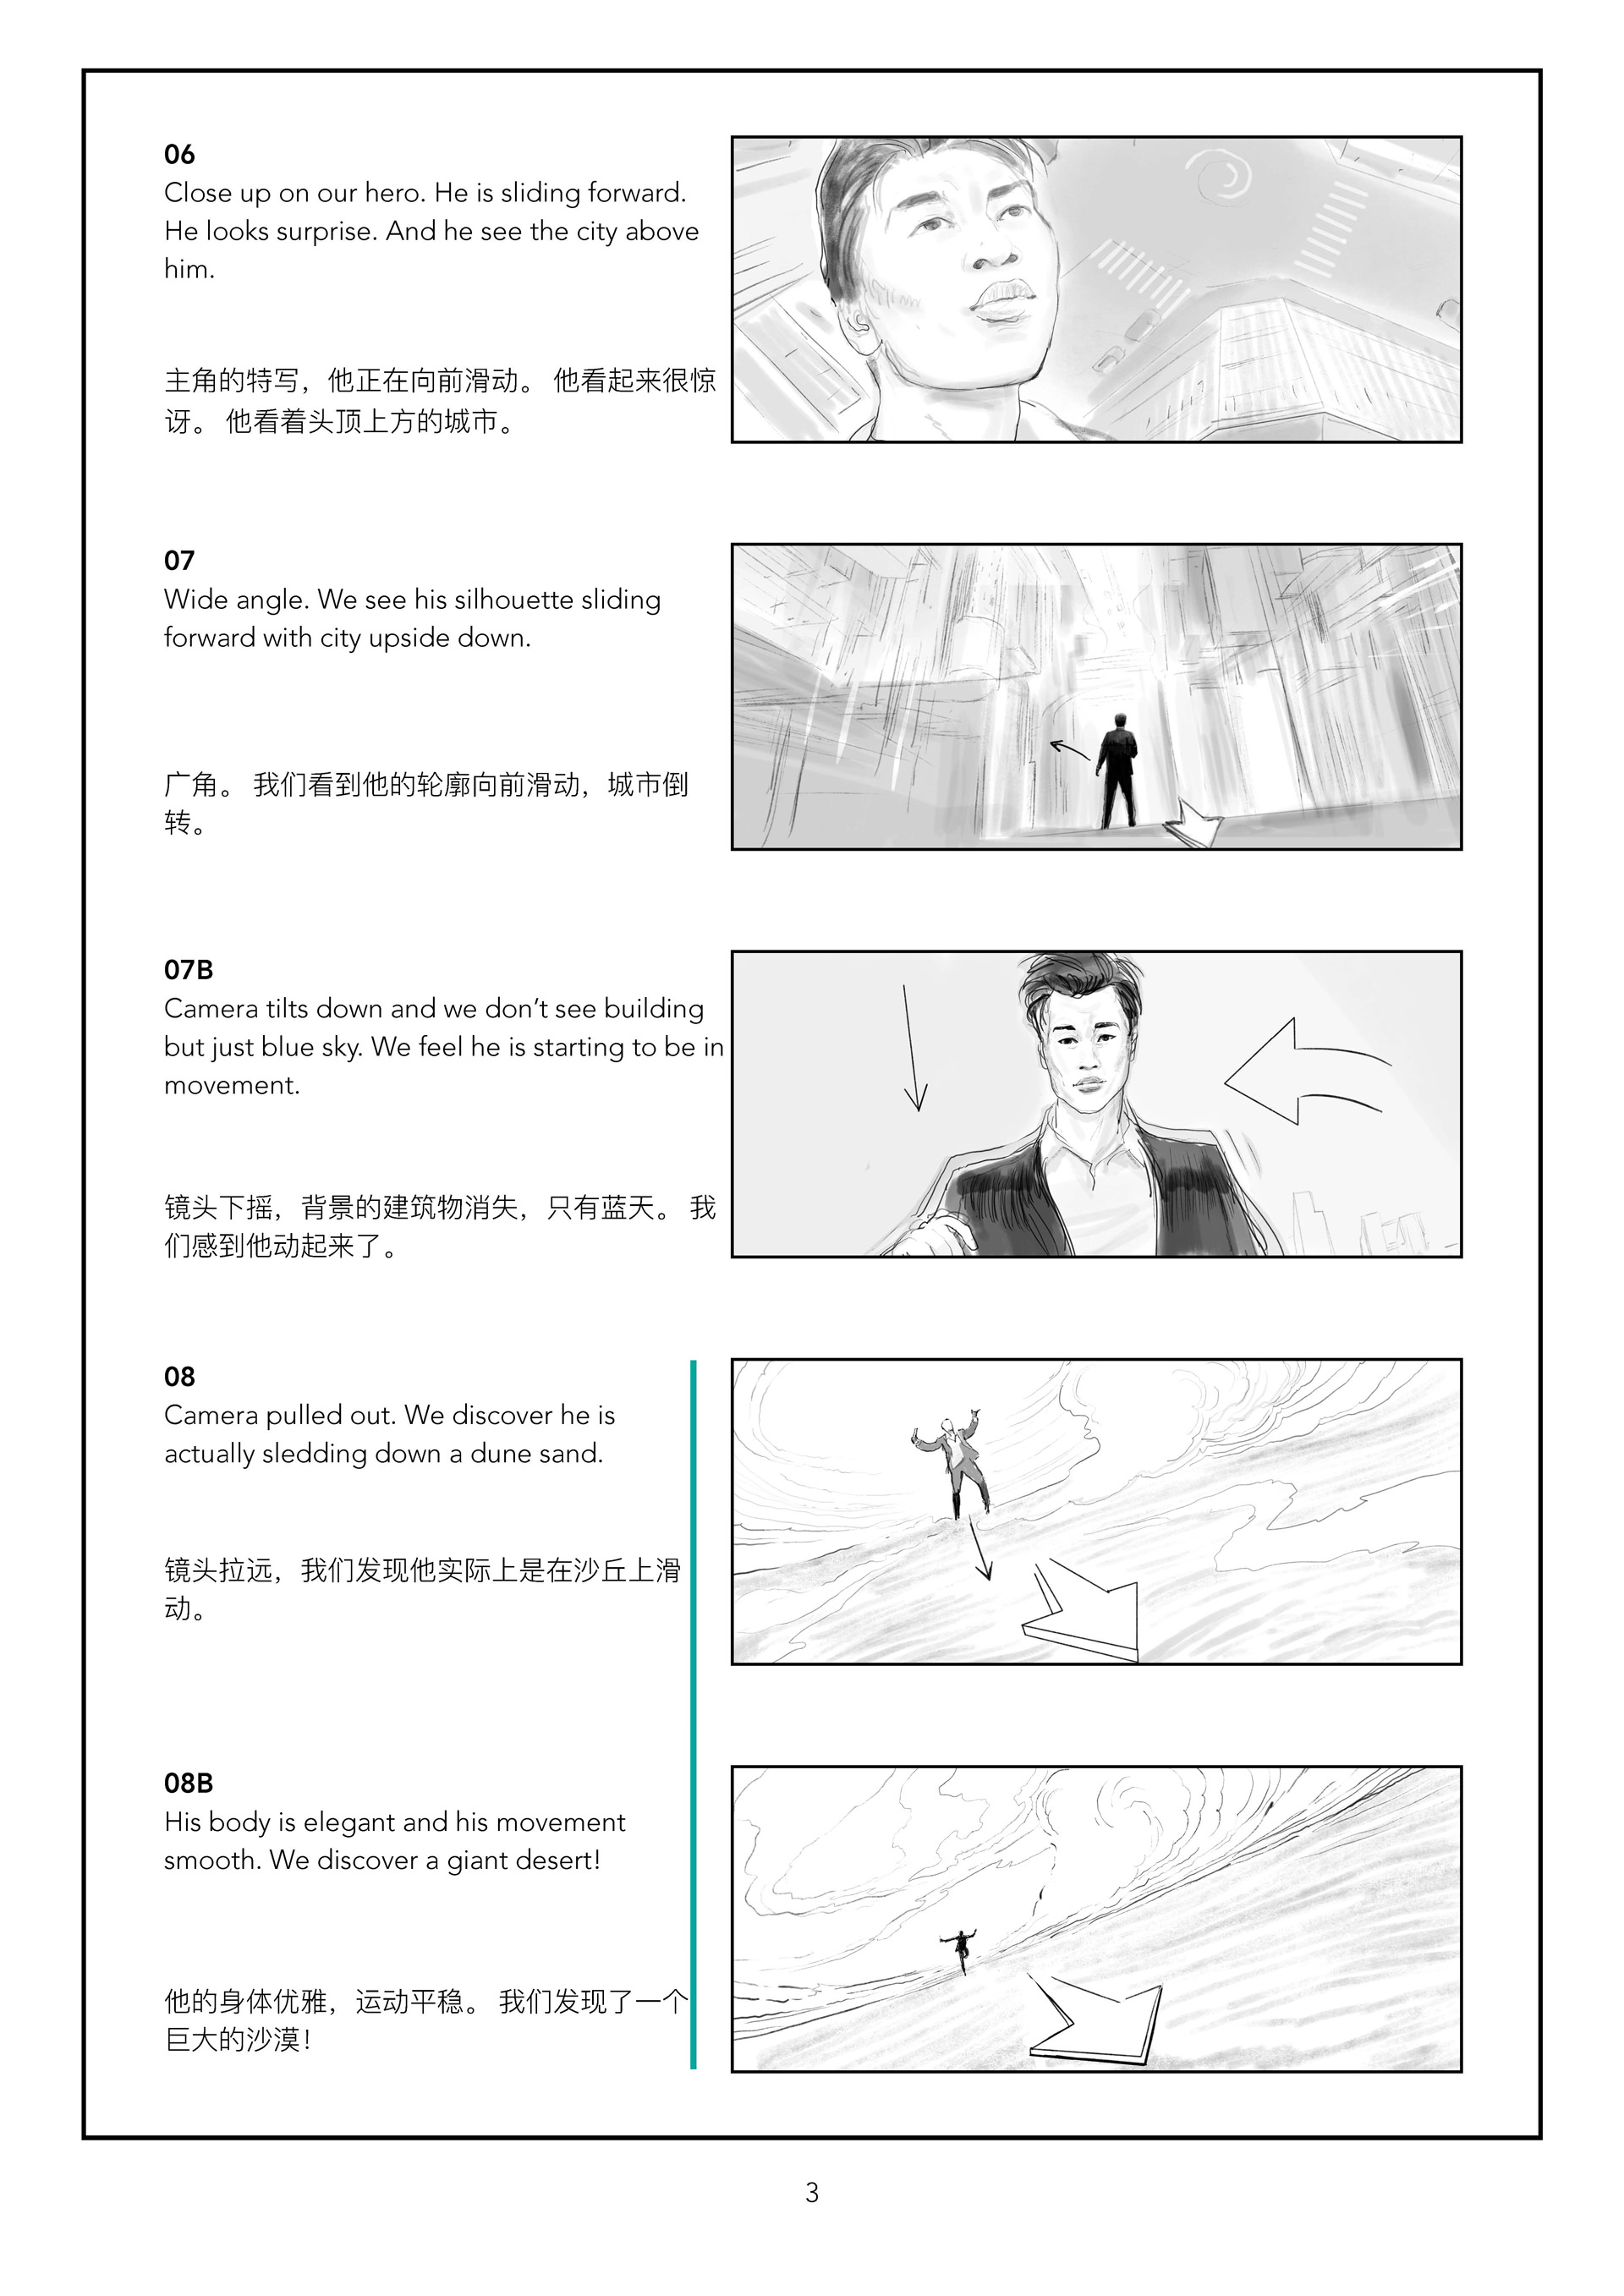 06
Close up on our hero. He is sliding forward.
He looks surprise. And he see the city above
him.
主角的特写，他正在向前滑动。 他看起来很惊
讶。 他看着头顶上方的城市。
07
Wide angle. We see his silhouette sliding
forward with city upside down.
广角。 我们看到他的轮廓向前滑动，城市倒
转。
07B
Camera tilts down and we don’t see building
but just blue sky. We feel he is starting to be in
movement.
镜头下摇，背景的建筑物消失，只有蓝天。 我
们感到他动起来了。
08
Camera pulled out. We discover he is
actually sledding down a dune sand.
镜头拉远，我们发现他实际上是在沙丘上滑
动。
08B
His body is elegant and his movement
smooth. We discover a giant desert!
他的身体优雅，运动平稳。 我们发现了一个
巨大的沙漠！
3